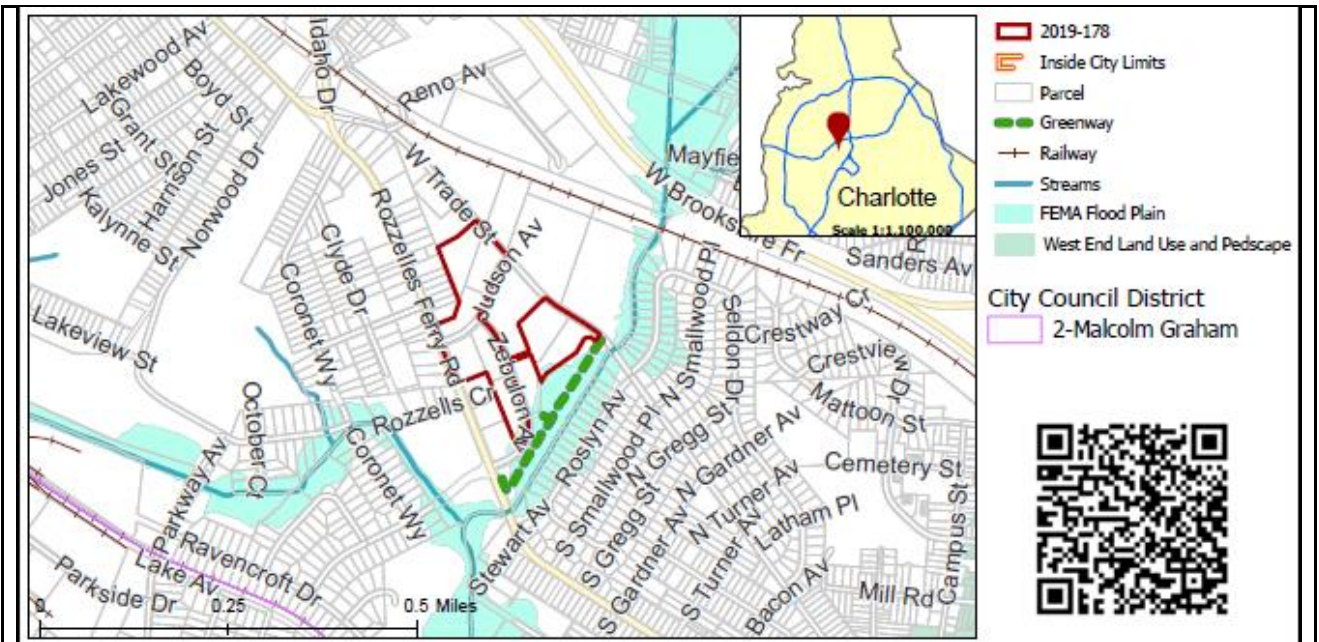 Lakewood Av
Boyd St
Grant St
Harrison St
Jones St
Kalynne St
Norwood Dr
Idaho Dr
Reno Av
W Trade St
Rozzelles Ferry Rd
Judson Av
Zebulon Av
Clyde Dr
Coronet Wy
Lakeview St
October Ct
Rozzells Cr
Coronet Wy
Parkway Av
Ravencroft Dr
Lake Av
Parkside Dr
Stewart Av
Roslyn Av
Mayfie
W Brookshire Fr
Sanders Av
N Smallwood Pl
S Smallwood Pl
Seldon Dr
Crestway Cr
Crestview Dr
Mattoon St
N Gregg St
S Gregg St
N Gardner Av
S Gardner Av
N Turner Av
S Turner Av
Latham Pl
Bacon Av
Cemetery St
Campus St
Mill Rd
0 0.25 0.5 Miles
Charlotte
Scale 1:1,100,000
2019-178
Inside City Limits
Parcel
Greenway
Railway
Streams
FEMA Flood Plain
West End Land Use and Pedscape
City Council District
2-Malcolm Graham